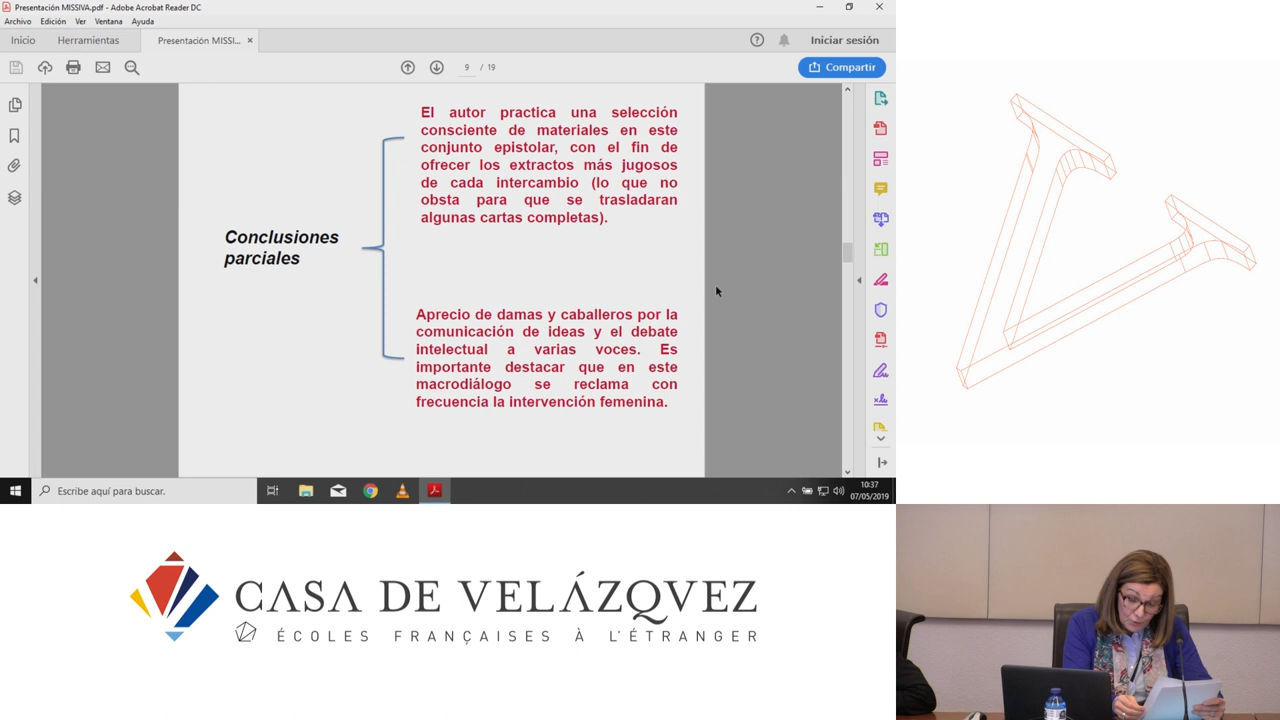 Presentación MISSIVA.pdf - Adobe Acrobat Reader DC
Archivo Edición Ver Ventana Ayuda
Inicio Herramientas Presentación MISSI... Iniciar sesión
9 / 19 Compartir
El autor practica una selección
consciente de materiales en este
conjunto epistolar, con el fin de
ofrecer los extractos más jugosos
de cada intercambio (lo que no
obsta para que se trasladaran
algunas cartas completas).
Conclusiones
parciales
Aprecio de damas y caballeros por la
comunicación de ideas y el debate
intelectual a varias voces. Es
importante destacar que en este
macrodiálogo se reclama con
frecuencia la intervención femenina.
Escribe aquí para buscar.
10:37
07/05/2019
CASA DE VELÁZQVEZ
ÉCOLES FRANÇAISES À L'ÉTRANGER